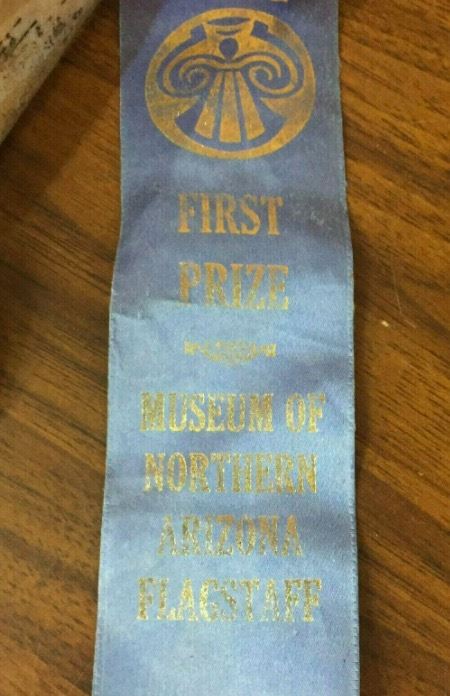 FIRST
PRIZE
MUSEUM OF
NORTHERN
ARIZONA
FLAGSTAFF